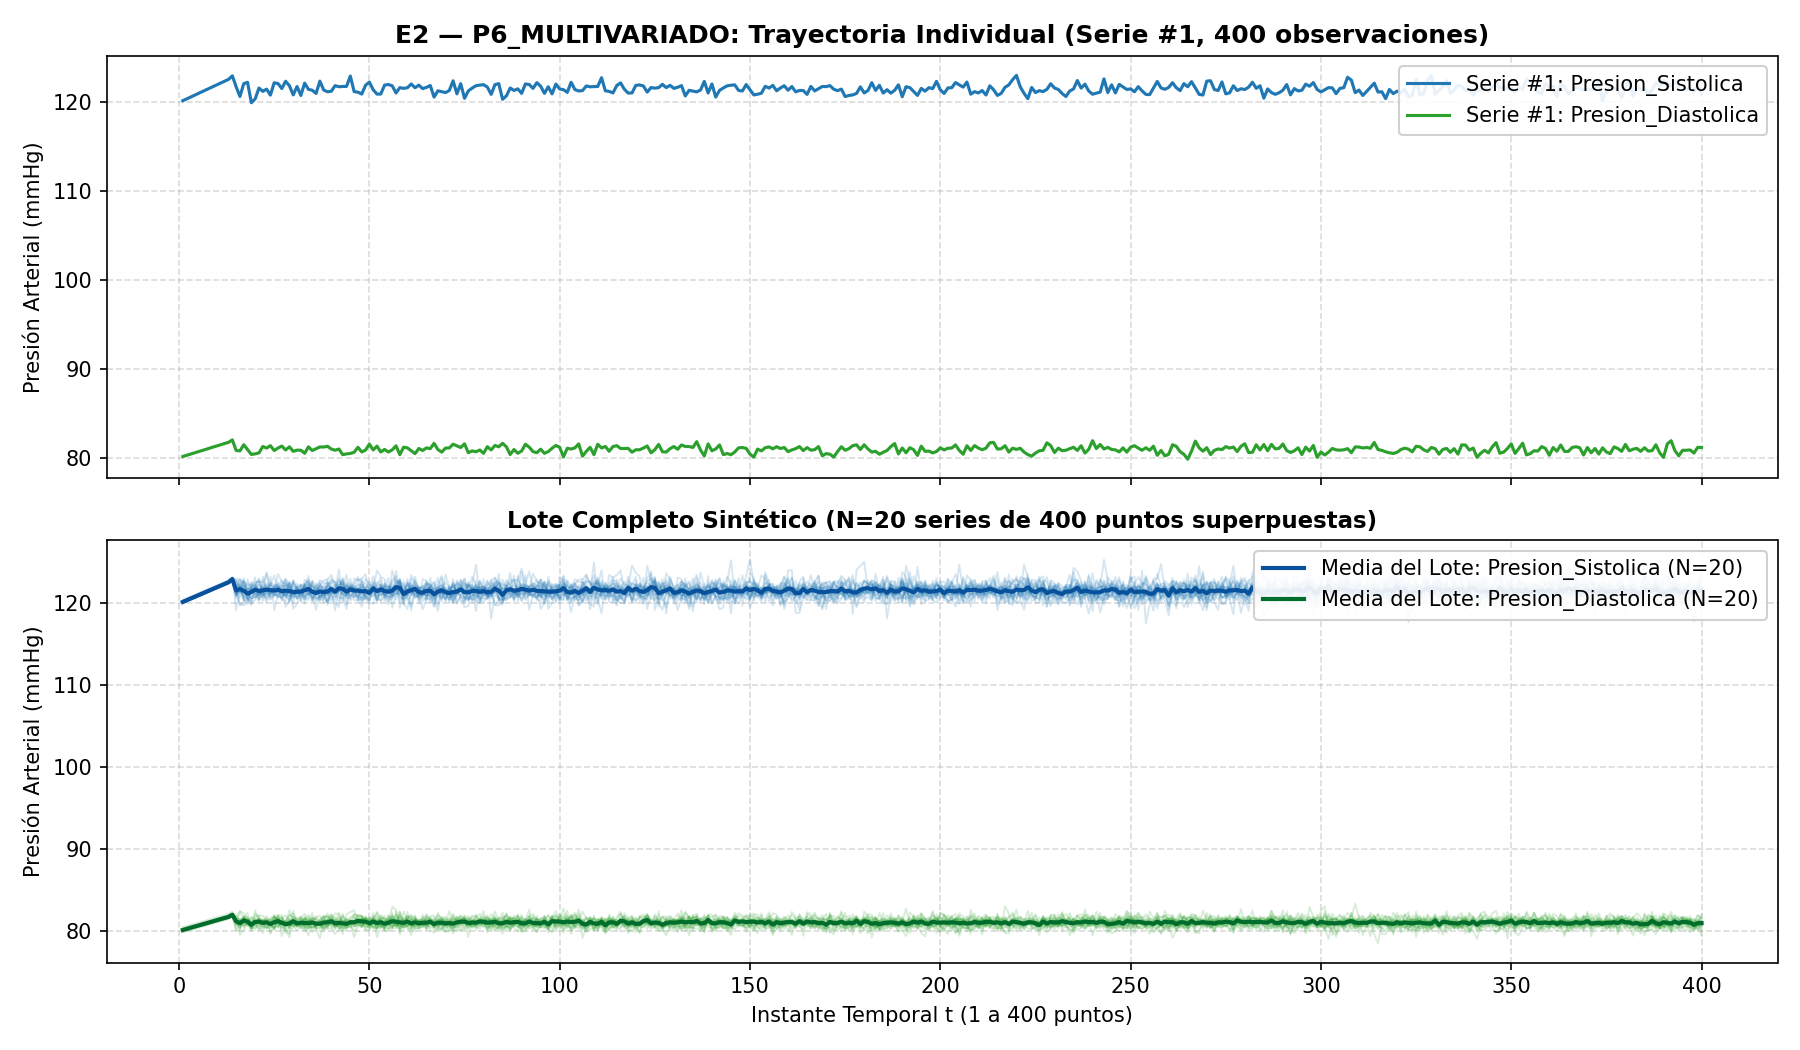 E2 — P6_MULTIVARIADO: Trayectoria Individual (Serie #1, 400 observaciones)
Serie #1: Presion_Sistolica
Serie #1: Presion_Diastolica
Presión Arterial (mmHg)
120
110
100
90
80
Lote Completo Sintético (N=20 series de 400 puntos superpuestas)
Media del Lote: Presion_Sistolica (N=20)
Media del Lote: Presion_Diastolica (N=20)
Presión Arterial (mmHg)
120
110
100
90
80
0 50 100 150 200 250 300 350 400
Instante Temporal t (1 a 400 puntos)